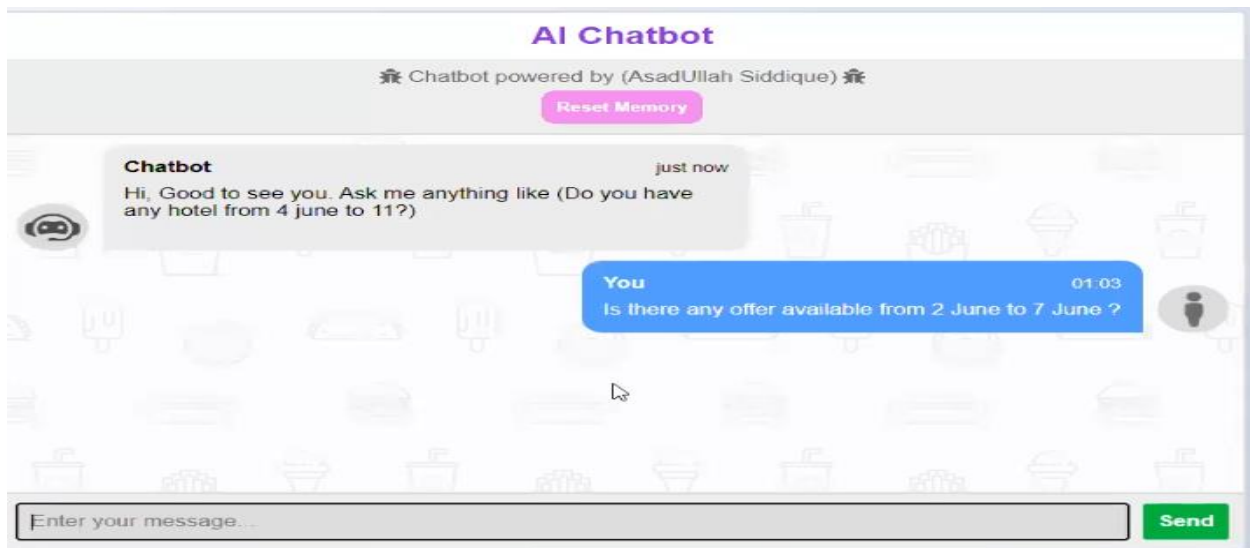 AI Chatbot
Chatbot powered by (AsadUllah Siddique)
Reset Memory
Chatbot just now
Hi, Good to see you. Ask me anything like (Do you have
any hotel from 4 june to 11?)
You 01:03
Is there any offer available from 2 June to 7 June ?
Enter your message...
Send